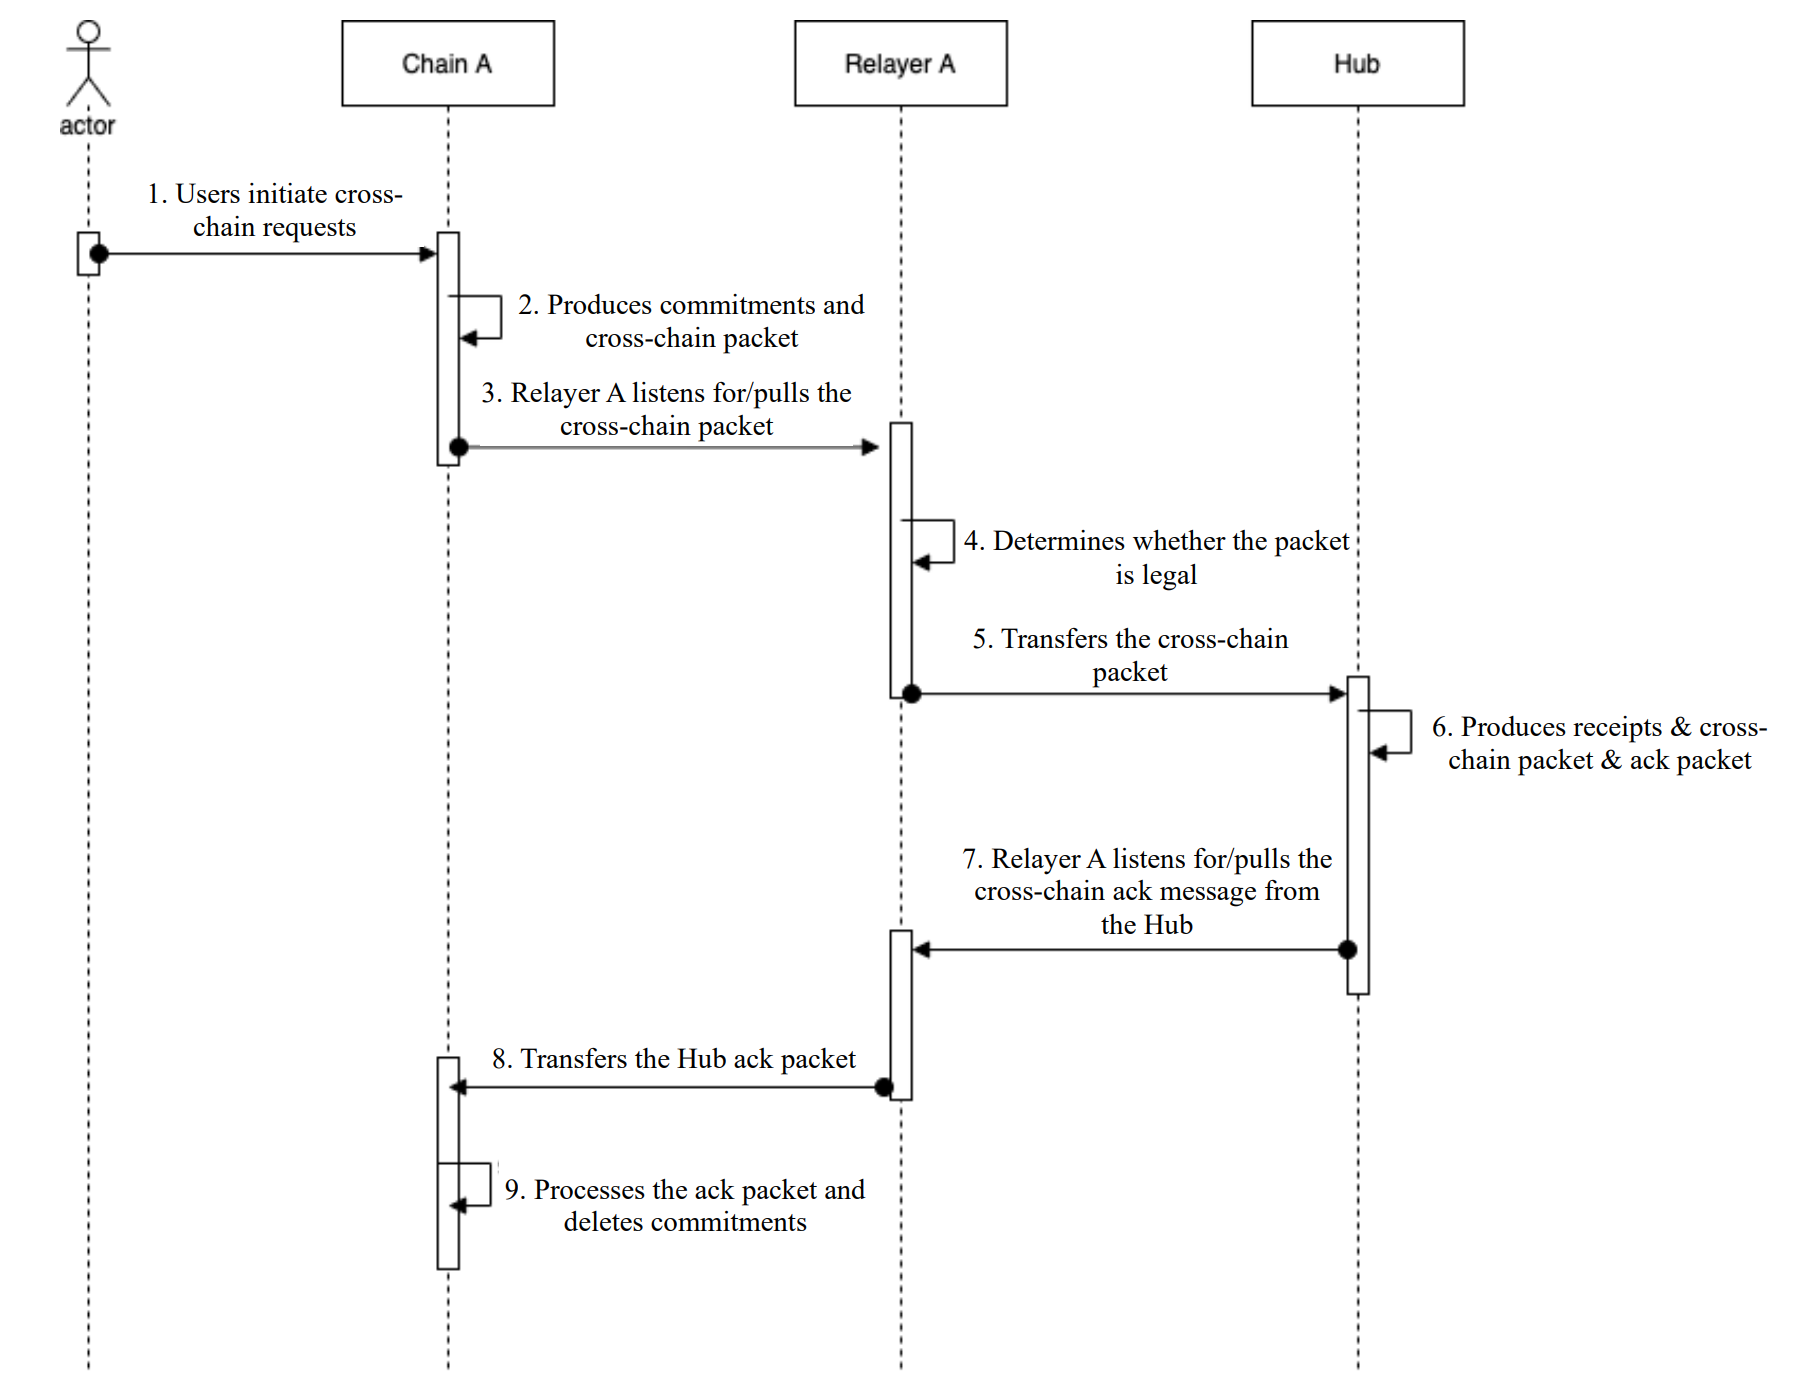 Chain A
Relayer A
Hub
actor
1. Users initiate cross-
chain requests
2. Produces commitments and
cross-chain packet
3. Relayer A listens for/pulls the
cross-chain packet
4. Determines whether the packet
is legal
5. Transfers the cross-chain
packet
6. Produces receipts & cross-
chain packet & ack packet
7. Relayer A listens for/pulls the
cross-chain ack message from
the Hub
8. Transfers the Hub ack packet
9. Processes the ack packet and
deletes commitments